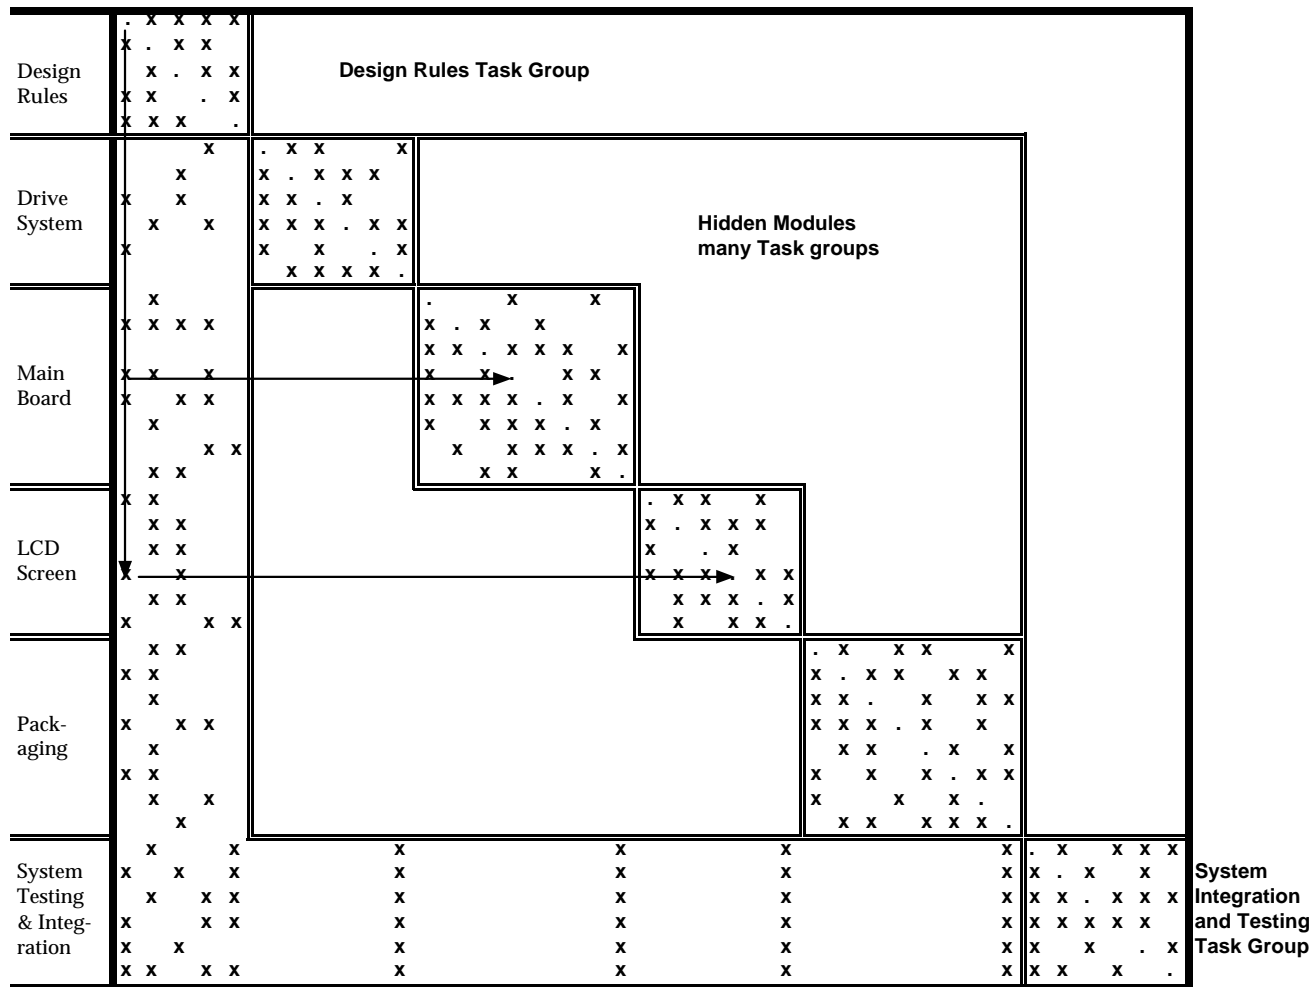 . x x x x
x . x x
Design x . x x Design Rules Task Group
Rules x x . x
x x x .
x . x x x
x x . x x x
Drive x x x x . x
System x x x x x . x x Hidden Modules
x x x . x many Task groups
x x x x .
x . x x
x x x x x . x x
x x . x x x x
Main x x x x x . x x
Board x x x x x x x . x x
x x x x x . x
x x x x x x . x
x x x x x .
x x . x x x
x x x . x x x
LCD x x x . x
Screen x x x x x . x x
x x x x x . x
x x x x x x .
x x . x x x x
x x x . x x x x
x x x . x x x
Pack- x x x x x x . x x
aging x x x . x x
x x x x x . x x
x x x x x .
x x x x x x .
x x x x x x . x x x x
System x x x x x x x x . x x System
Testing x x x x x x x x x . x x x Integration
& Integ- x x x x x x x x x x x x and Testing
ration x x x x x x x x x . x Task Group
x x x x x x x x x x x x .